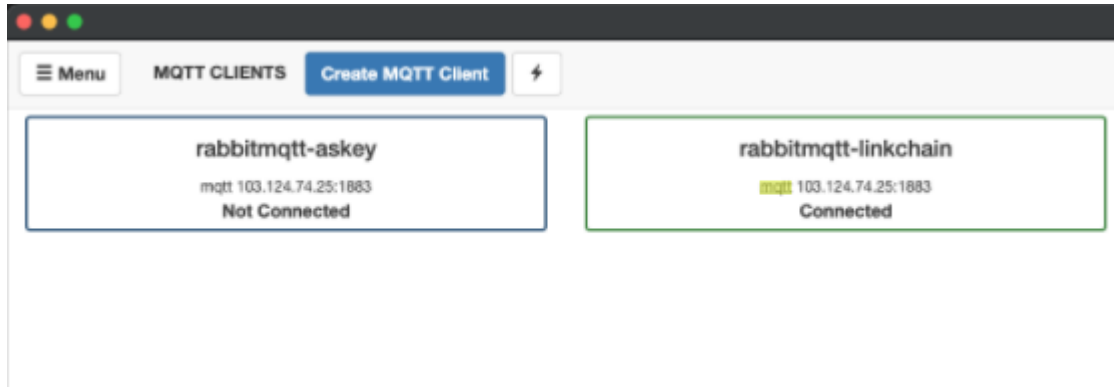 ☰ Menu MQTT CLIENTS Create MQTT Client
rabbitmqtt-askey
mqtt 103.124.74.25:1883
Not Connected
rabbitmqtt-linkchain
mqtt 103.124.74.25:1883
Connected